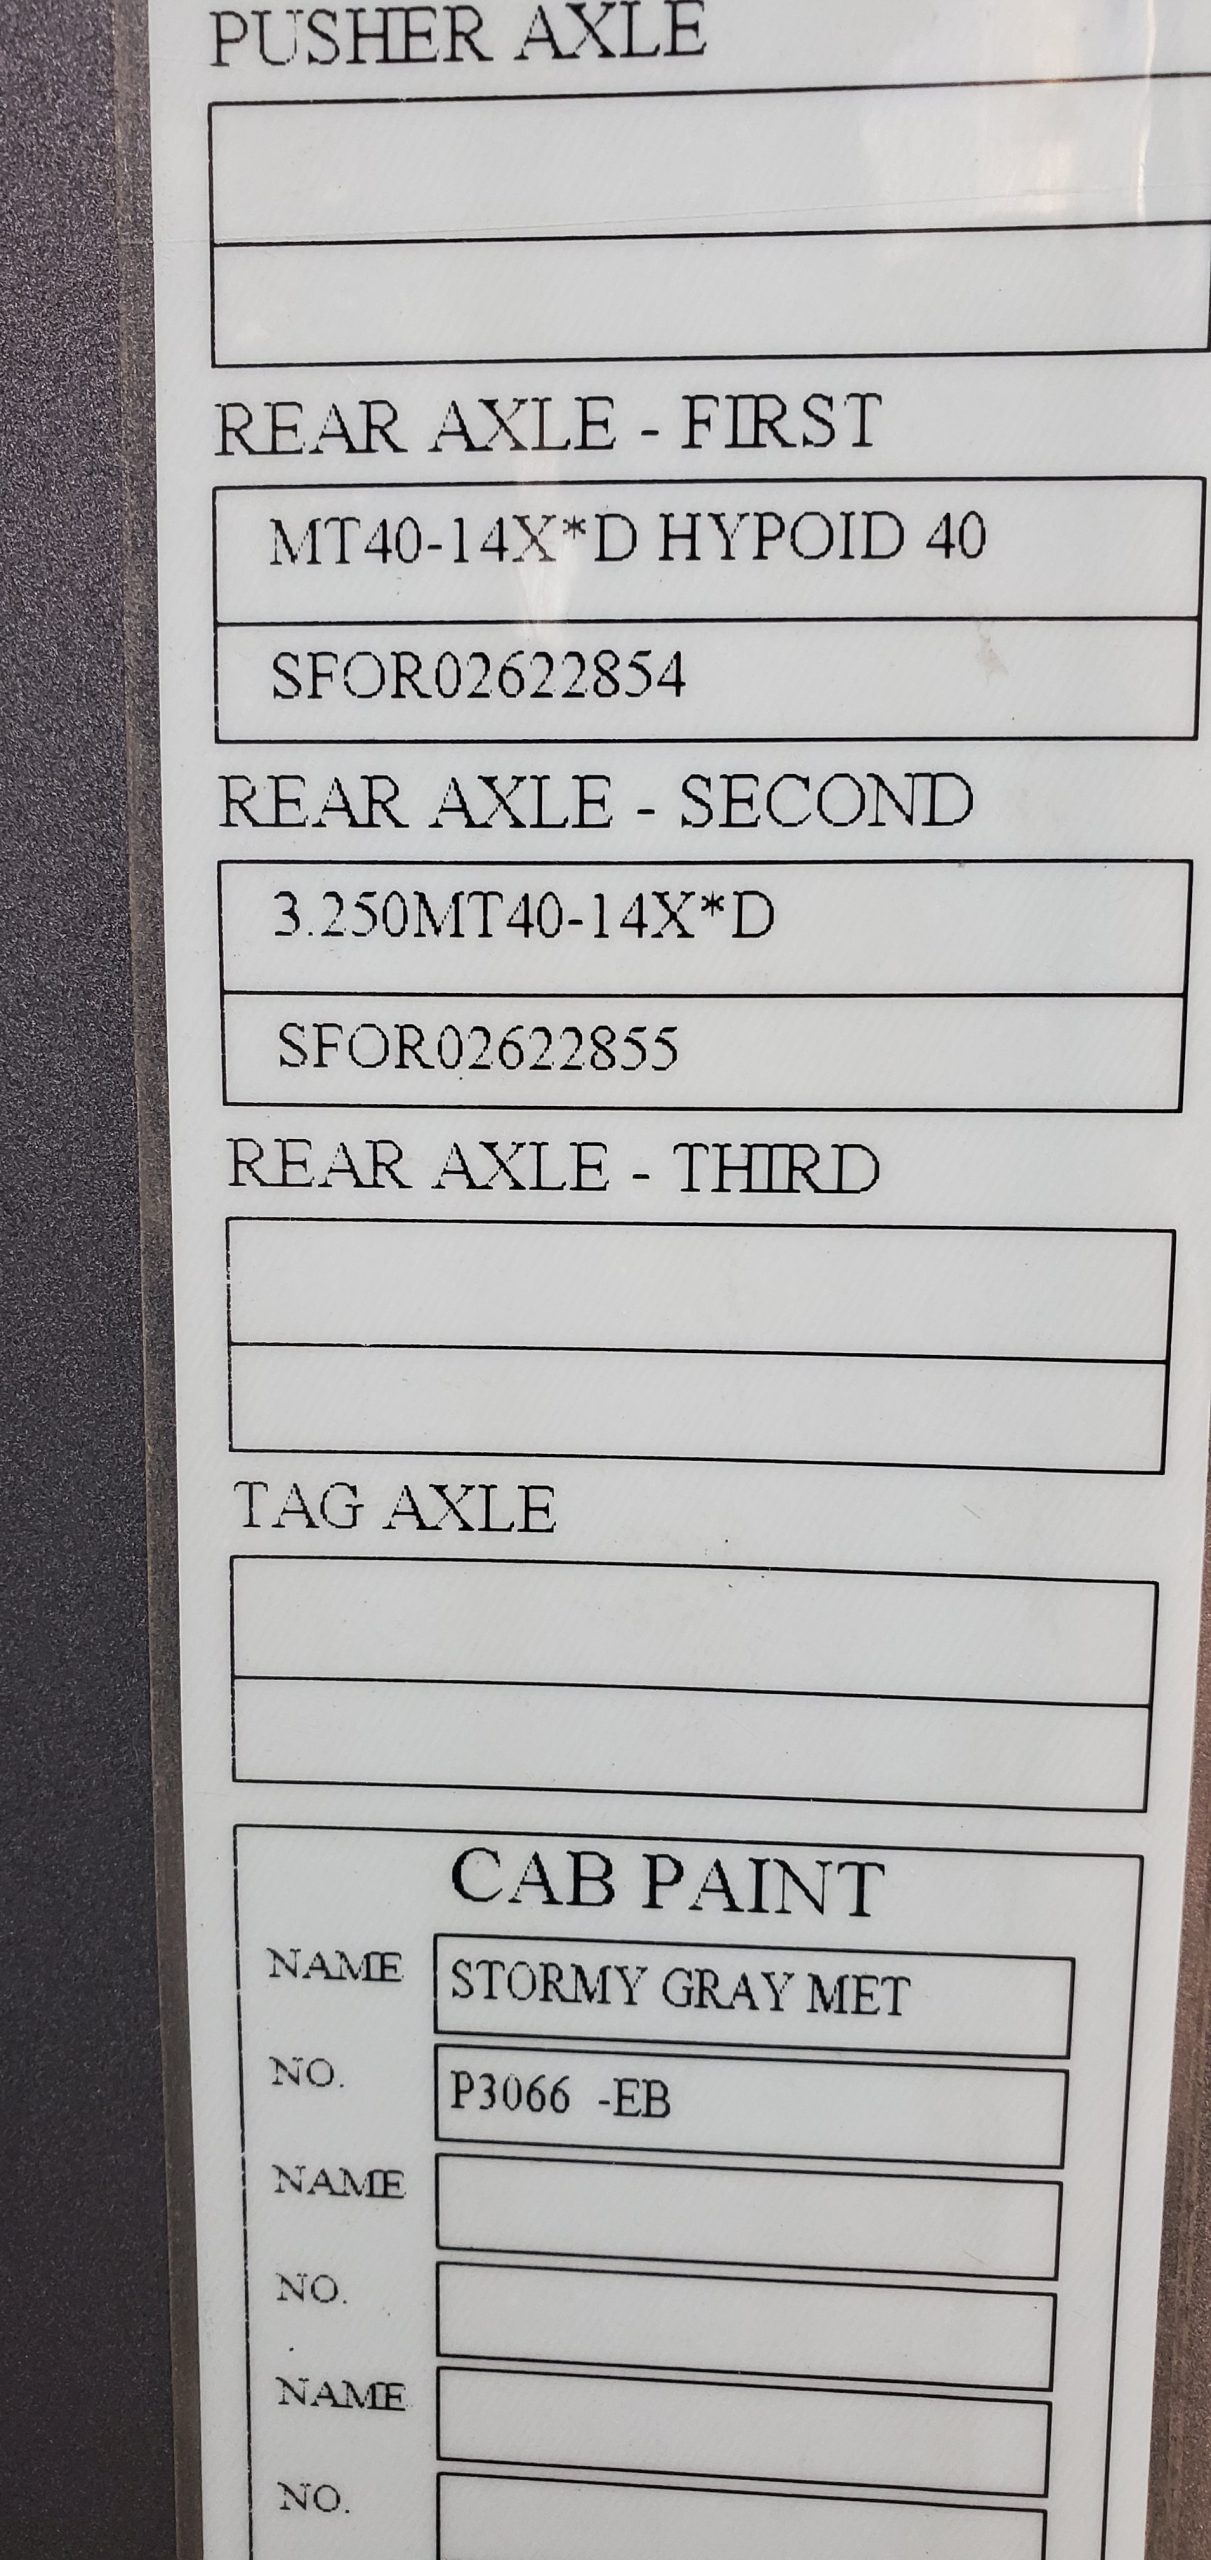 PUSHER AXLE
REAR AXLE - FIRST
MT40-14X*D HYPOID 40
SFOR02622854
REAR AXLE - SECOND
3.250MT40-14X*D
SFOR02622855
REAR AXLE - THIRD
TAG AXLE
CAB PAINT
NAME STORMY GRAY MET
NO. P3066 -EB
NAME
NO.
NAME
NO.